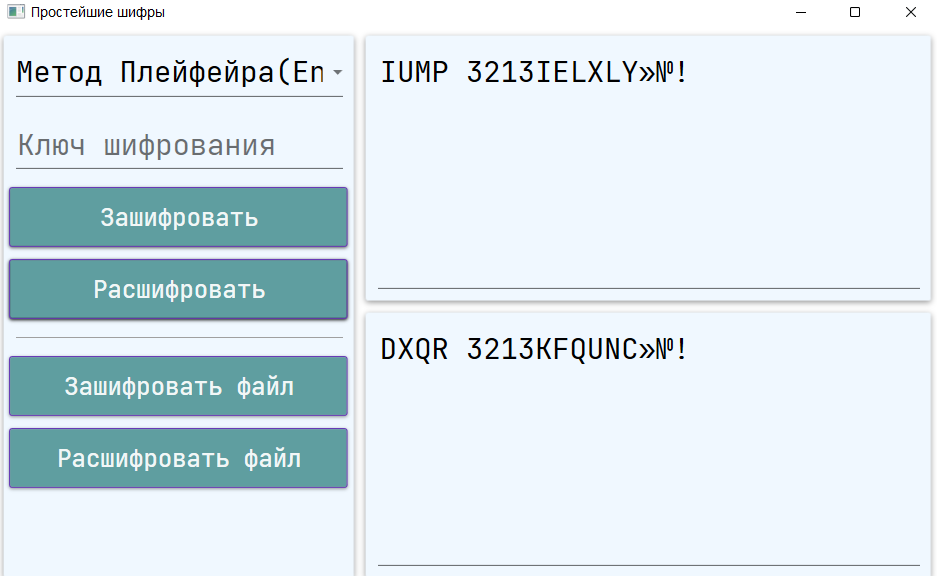 Простейшие шифры
Метод Плейфейра(En
Ключ шифрования
Зашифровать
Расшифровать
Зашифровать файл
Расшифровать файл
IUMP 3213IELXLY»№!
DXQR 3213KFQUNC»№!